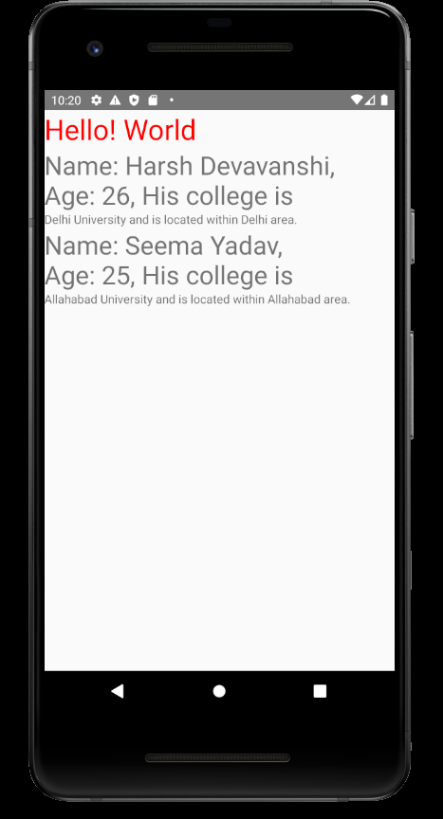 10:20
Hello! World
Name: Harsh Devavanshi,
Age: 26, His college is
Delhi University and is located within Delhi area.
Name: Seema Yadav,
Age: 25, His college is
Allahabad University and is located within Allahabad area.